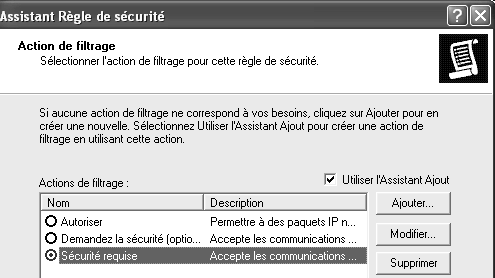 Assistant Règle de sécurité
Action de filtrage
Sélectionner l'action de filtrage pour cette règle de sécurité.
Si aucune action de filtrage ne correspond à vos besoins, cliquez sur Ajouter pour en
créer une nouvelle. Sélectionnez Utiliser l'Assistant Ajout pour créer une action de
filtrage en utilisant cette action.
Actions de filtrage :
Utiliser l'Assistant Ajout
Nom Description
Autoriser Permettre à des paquets IP n...
Demandez la sécurité (optio... Accepte les communications ...
Sécurité requise Accepte les communications ...
Ajouter...
Modifier...
Supprimer